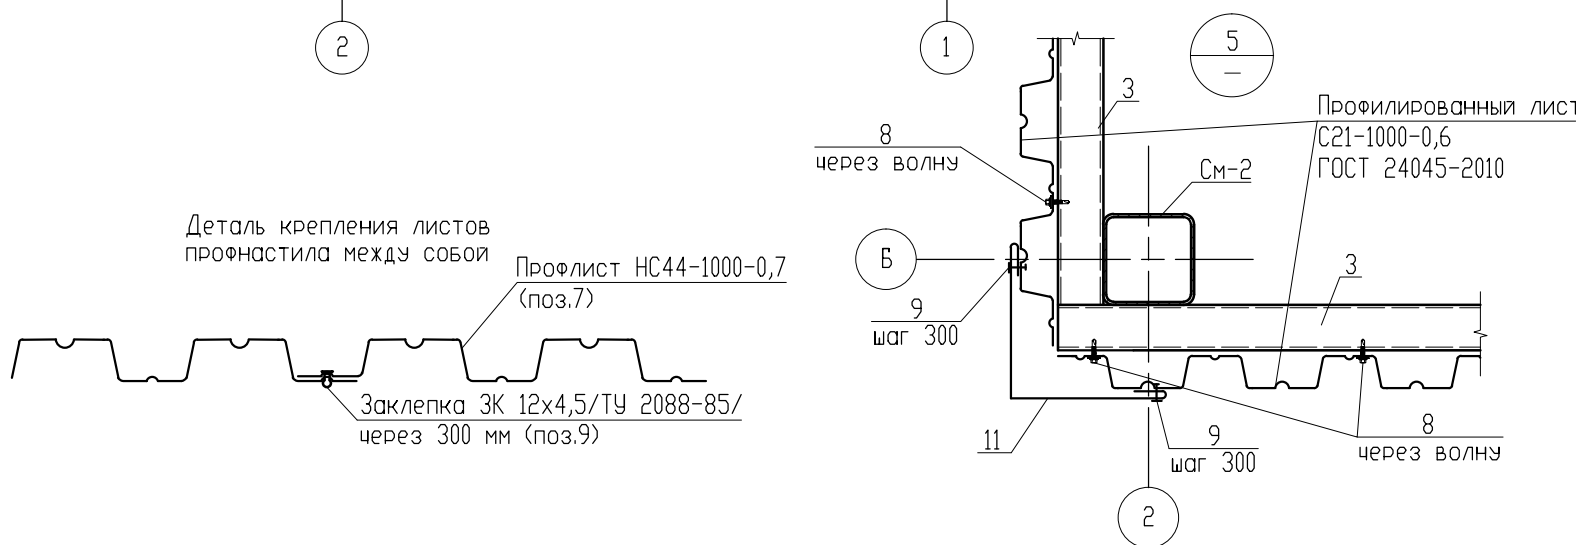 2
1
5
–
3
Профилированный лист
С21-1000-0,6
ГОСТ 24045-2010
8
через волну
См-2
Деталь крепления листов
профнастила между собой
Б
3
Профлист НС44-1000-0,7
(поз.7)
9
шаг 300
Заклепка ЗК 12х4,5/ТУ 2088-85/
через 300 мм (поз.9)
11
9
шаг 300
8
через волну
2